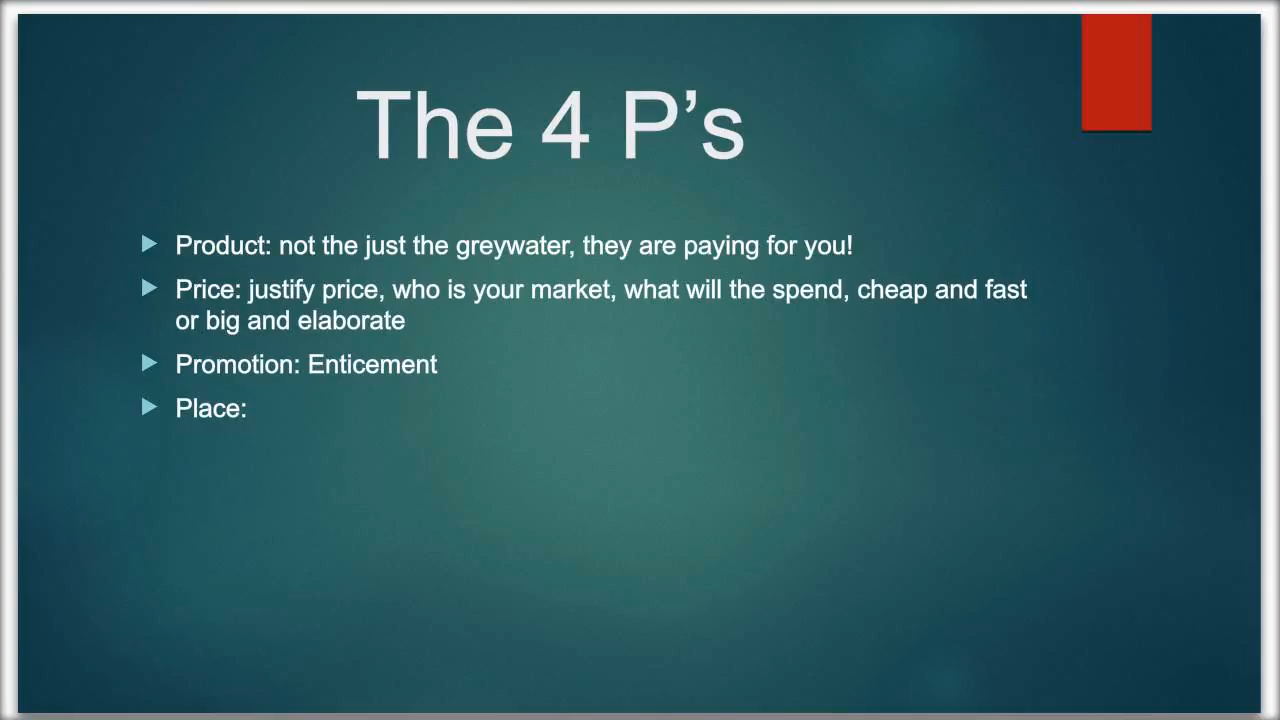 The 4 P’s
Product: not the just the greywater, they are paying for you!
Price: justify price, who is your market, what will the spend, cheap and fast
or big and elaborate
Promotion: Enticement
Place: